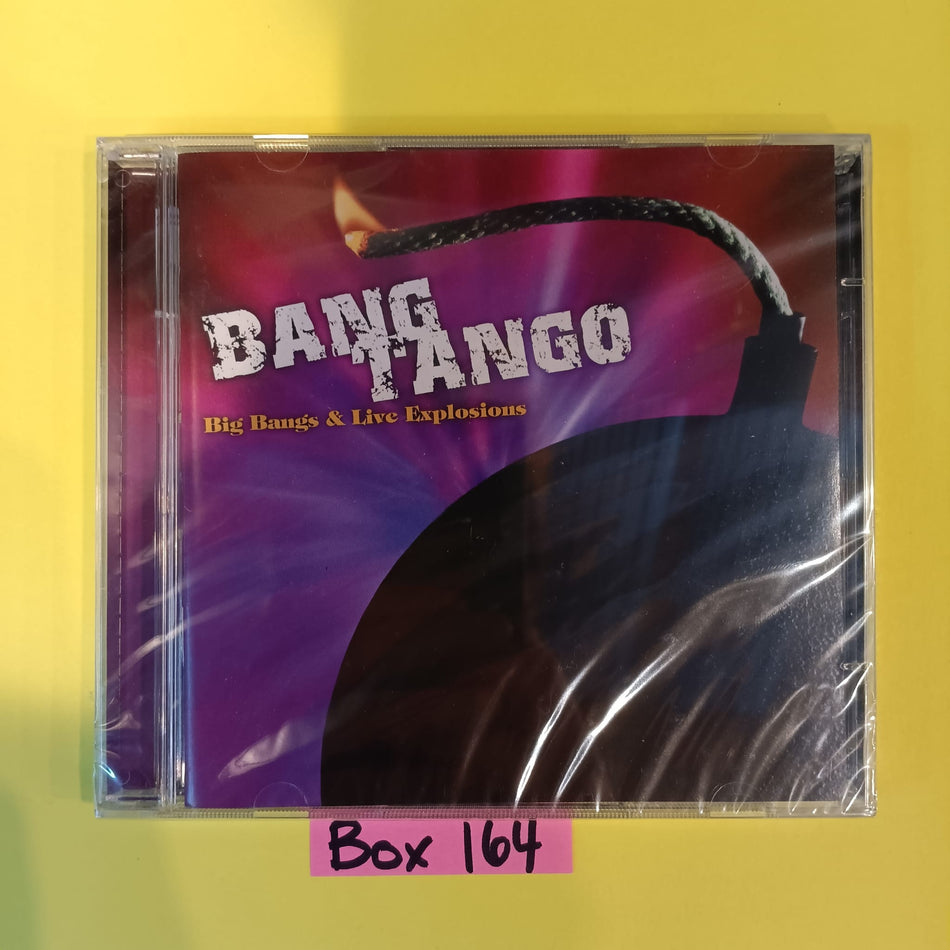 BANG
TANGO
Big Bangs & Live Explosions
Box 164